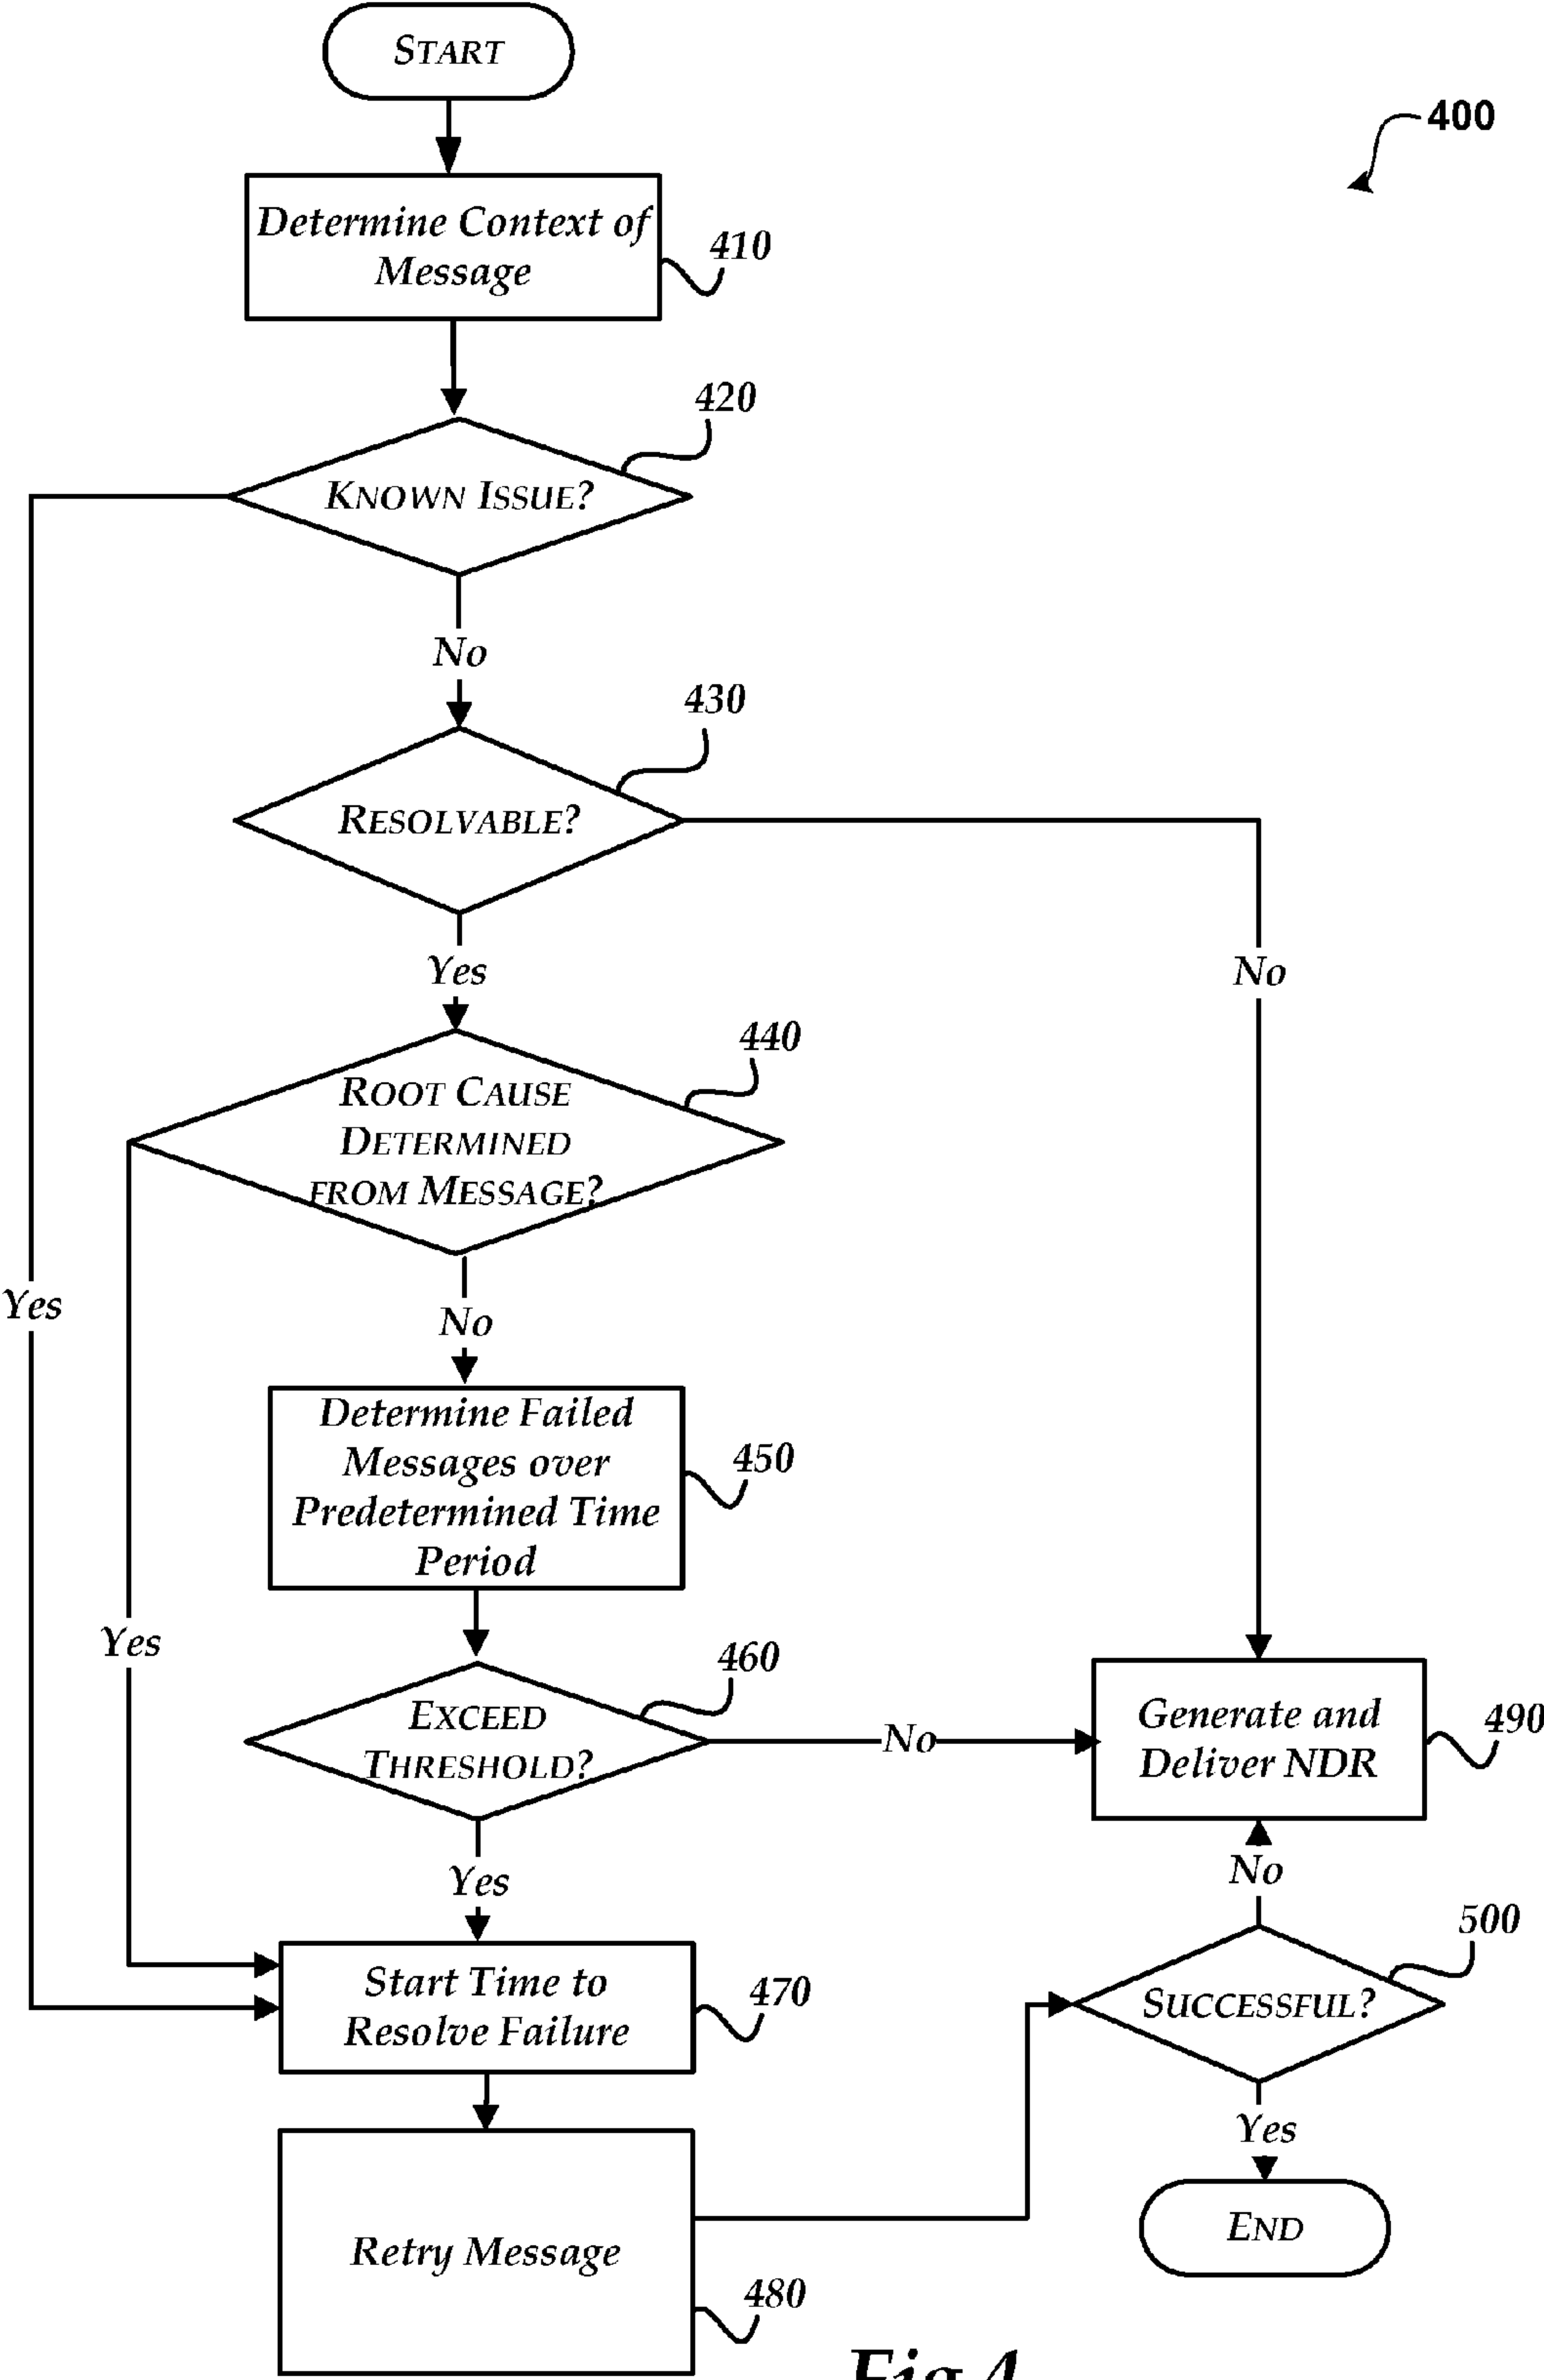 START
400
Determine Context of
Message
410
420
KNOWN ISSUE?
No
430
RESOLVABLE?
Yes
No
440
ROOT CAUSE
DETERMINED
FROM MESSAGE?
Yes
No
Determine Failed
Messages over
Predetermined Time
Period
450
Yes
460
EXCEED
THRESHOLD?
No
Generate and
Deliver NDR
490
Yes
No
500
Start Time to
Resolve Failure
470
SUCCESSFUL?
Yes
END
Retry Message
480
Fig 4